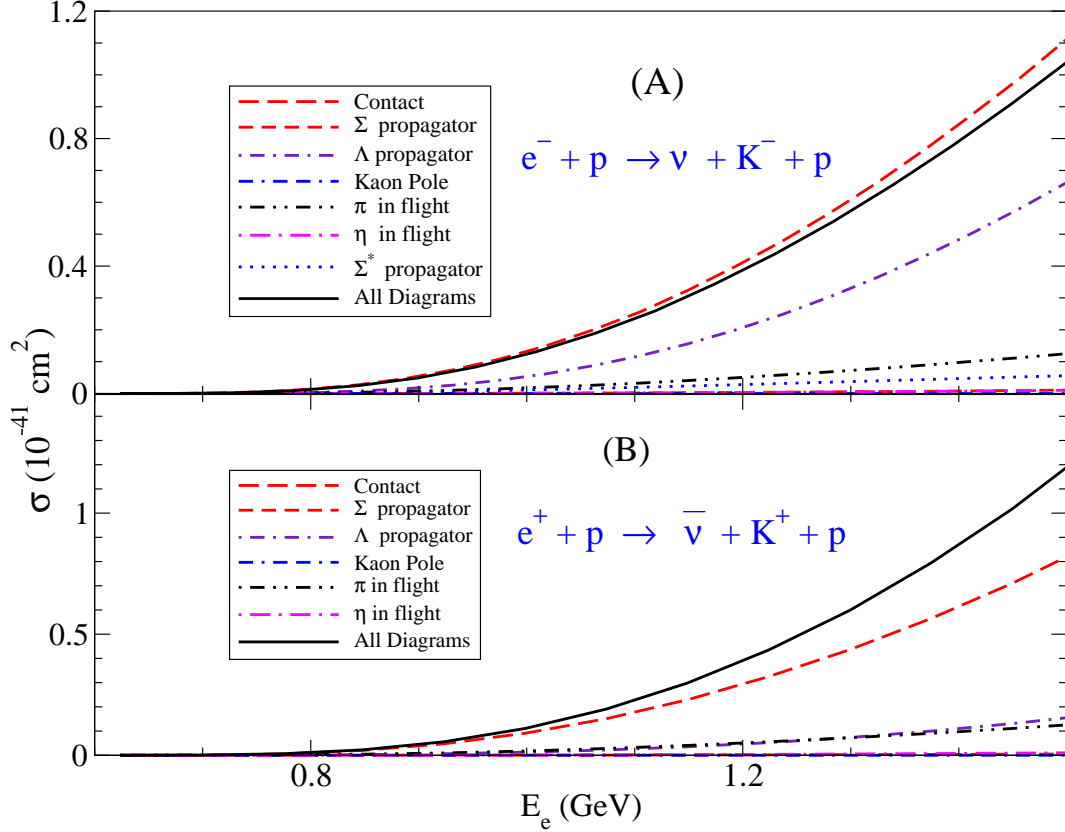 1.2
0.8
0.4
0
(A)
Contact
Σ propagator
Λ propagator
Kaon Pole
π in flight
η in flight
Σ* propagator
All Diagrams
e⁻ + p → ν + K⁻ + p
σ (10⁻⁴¹ cm²)
1
0.5
0
(B)
Contact
Σ propagator
Λ propagator
Kaon Pole
π in flight
η in flight
All Diagrams
e⁺ + p → ν̅ + K⁺ + p
0.8 1.2
E_e (GeV)